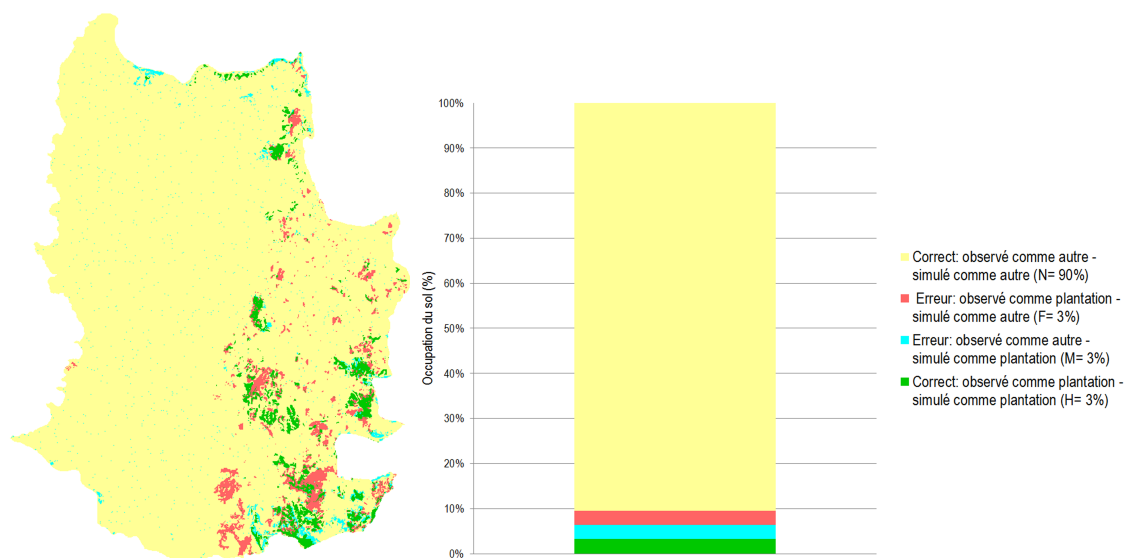 100%
90%
80%
70%
60%
50%
40%
30%
20%
10%
0%
Occupation du sol (%)
Correct: observé comme autre -
simulé comme autre (N= 90%)
Erreur: observé comme plantation -
simulé comme autre (F= 3%)
Erreur: observé comme autre -
simulé comme plantation (M= 3%)
Correct: observé comme plantation -
simulé comme plantation (H= 3%)